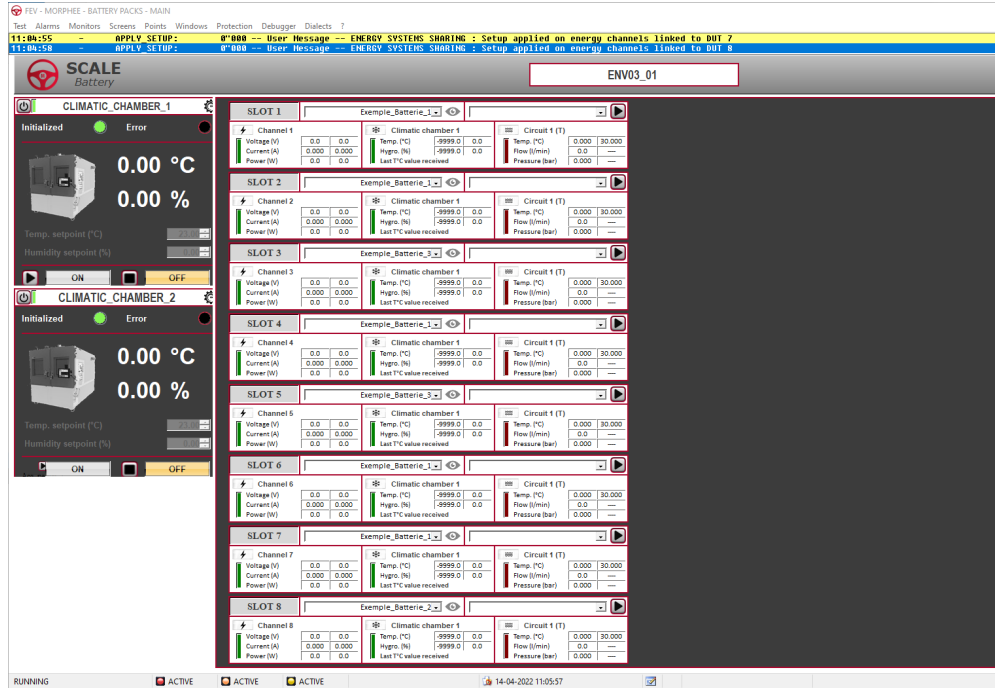 FEV - MORPHEE - BATTERY PACKS - MAIN
Test Alarms Monitors Screens Points Windows Protection Debugger Dialects ?
11:04:55 - APPLY_SETUP: 0"000 -- User Message -- ENERGY SYSTEMS SHARING : Setup applied on energy channels linked to DUT 7
11:04:58 - APPLY_SETUP: 0"000 -- User Message -- ENERGY SYSTEMS SHARING : Setup applied on energy channels linked to DUT 8
SCALE
Battery
ENV03_01
CLIMATIC_CHAMBER_1
Initialized Error
0.00 °C
0.00 %
Temp. setpoint (°C) 23.00
Humidity setpoint (%) 0.00
ON OFF
CLIMATIC_CHAMBER_2
Initialized Error
0.00 °C
0.00 %
Temp. setpoint (°C) 23.00
Humidity setpoint (%) 0.00
ON OFF
SLOT 1 Exemple_Batterie_1
Channel 1 Climatic chamber 1 Circuit 1 (T)
Voltage (V) 0.0 0.0 Temp. (°C) -9999.0 0.0 Temp. (°C) 0.000 30.000
Current (A) 0.000 0.000 Hygro. (%) -9999.0 0.0 Flow (l/min) 0.0 —
Power (W) 0.0 0.0 Last T°C value received Pressure (bar) 0.000 —
SLOT 2 Exemple_Batterie_1
Channel 2 Climatic chamber 1 Circuit 1 (T)
Voltage (V) 0.0 0.0 Temp. (°C) -9999.0 0.0 Temp. (°C) 0.000 30.000
Current (A) 0.000 0.000 Hygro. (%) -9999.0 0.0 Flow (l/min) 0.0 —
Power (W) 0.0 0.0 Last T°C value received Pressure (bar) 0.000 —
SLOT 3 Exemple_Batterie_3
Channel 3 Climatic chamber 1 Circuit 1 (T)
Voltage (V) 0.0 0.0 Temp. (°C) -9999.0 0.0 Temp. (°C) 0.000 30.000
Current (A) 0.000 0.000 Hygro. (%) -9999.0 0.0 Flow (l/min) 0.0 —
Power (W) 0.0 0.0 Last T°C value received Pressure (bar) 0.000 —
SLOT 4 Exemple_Batterie_1
Channel 4 Climatic chamber 1 Circuit 1 (T)
Voltage (V) 0.0 0.0 Temp. (°C) -9999.0 0.0 Temp. (°C) 0.000 30.000
Current (A) 0.000 0.000 Hygro. (%) -9999.0 0.0 Flow (l/min) 0.0 —
Power (W) 0.0 0.0 Last T°C value received Pressure (bar) 0.000 —
SLOT 5 Exemple_Batterie_3
Channel 5 Climatic chamber 1 Circuit 1 (T)
Voltage (V) 0.0 0.0 Temp. (°C) -9999.0 0.0 Temp. (°C) 0.000 30.000
Current (A) 0.000 0.000 Hygro. (%) -9999.0 0.0 Flow (l/min) 0.0 —
Power (W) 0.0 0.0 Last T°C value received Pressure (bar) 0.000 —
SLOT 6 Exemple_Batterie_1
Channel 6 Climatic chamber 1 Circuit 1 (T)
Voltage (V) 0.0 0.0 Temp. (°C) -9999.0 0.0 Temp. (°C) 0.000 30.000
Current (A) 0.000 0.000 Hygro. (%) -9999.0 0.0 Flow (l/min) 0.0 —
Power (W) 0.0 0.0 Last T°C value received Pressure (bar) 0.000 —
SLOT 7 Exemple_Batterie_1
Channel 7 Climatic chamber 1 Circuit 1 (T)
Voltage (V) 0.0 0.0 Temp. (°C) -9999.0 0.0 Temp. (°C) 0.000 30.000
Current (A) 0.000 0.000 Hygro. (%) -9999.0 0.0 Flow (l/min) 0.0 —
Power (W) 0.0 0.0 Last T°C value received Pressure (bar) 0.000 —
SLOT 8 Exemple_Batterie_2
Channel 8 Climatic chamber 1 Circuit 1 (T)
Voltage (V) 0.0 0.0 Temp. (°C) -9999.0 0.0 Temp. (°C) 0.000 30.000
Current (A) 0.000 0.000 Hygro. (%) -9999.0 0.0 Flow (l/min) 0.0 —
Power (W) 0.0 0.0 Last T°C value received Pressure (bar) 0.000 —
RUNNING ACTIVE ACTIVE ACTIVE 14-04-2022 11:05:57